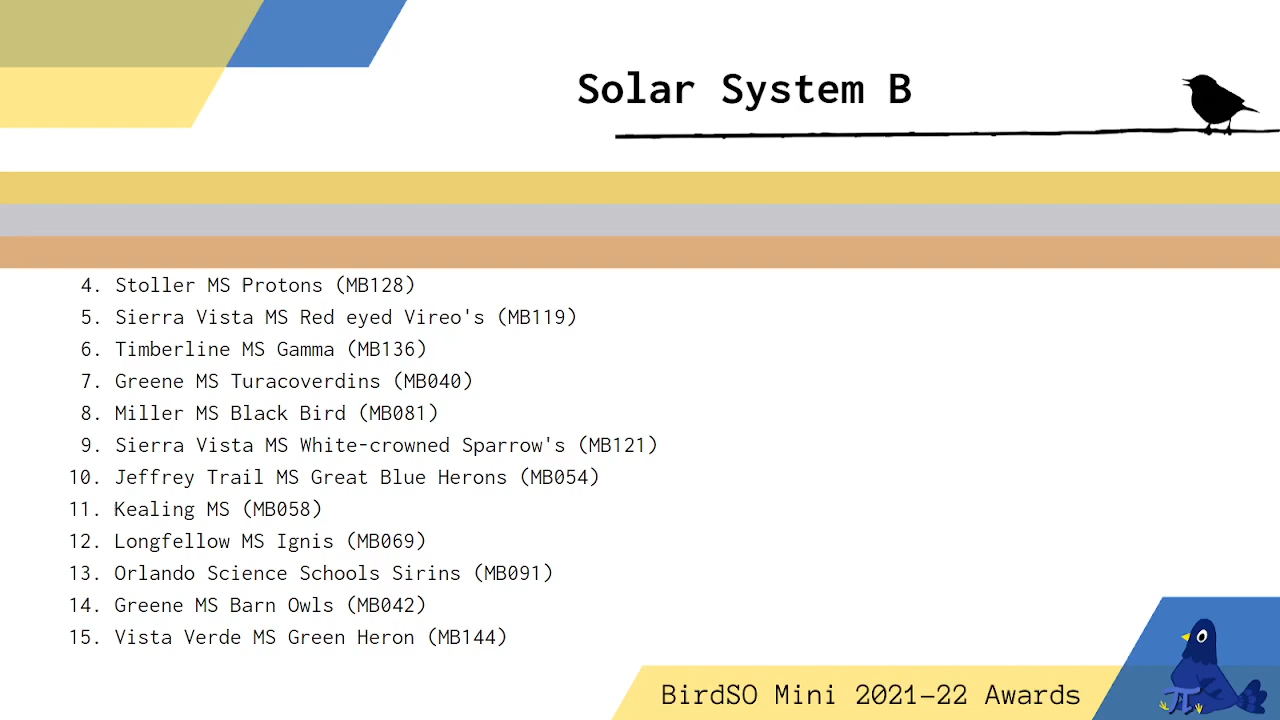 Solar System B
4. Stoller MS Protons (MB128)
5. Sierra Vista MS Red eyed Vireo's (MB119)
6. Timberline MS Gamma (MB136)
7. Greene MS Turacoverdins (MB040)
8. Miller MS Black Bird (MB081)
9. Sierra Vista MS White-crowned Sparrow's (MB121)
10. Jeffrey Trail MS Great Blue Herons (MB054)
11. Kealing MS (MB058)
12. Longfellow MS Ignis (MB069)
13. Orlando Science Schools Sirins (MB091)
14. Greene MS Barn Owls (MB042)
15. Vista Verde MS Green Heron (MB144)
BirdSO Mini 2021–22 Awards